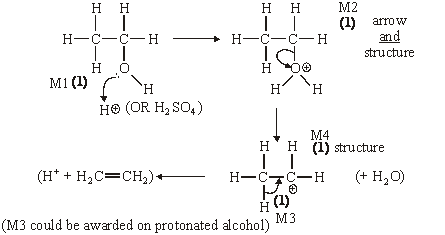 H H H H M2
(1) arrow
H—C—C—H H—C—C—H and
structure
H O H O⊕
M1 (1) H H H
H⊕ (OR H₂SO₄)
M4
H H (1) structure
(H⁺ + H₂C=CH₂) H—C—C—H (+ H₂O)
⊕
H (1)
M3
(M3 could be awarded on protonated alcohol)